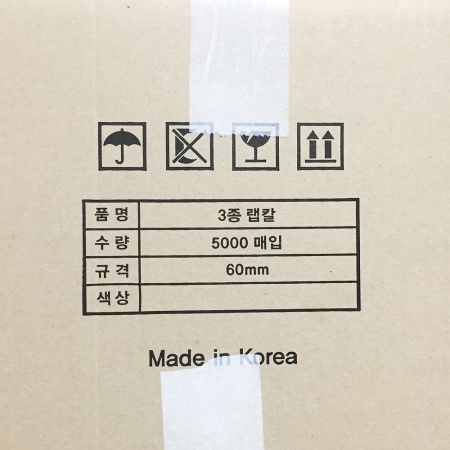 품 명 3종 랩칼
수 량 5000 매입
규 격 60mm
색 상
Made in Korea